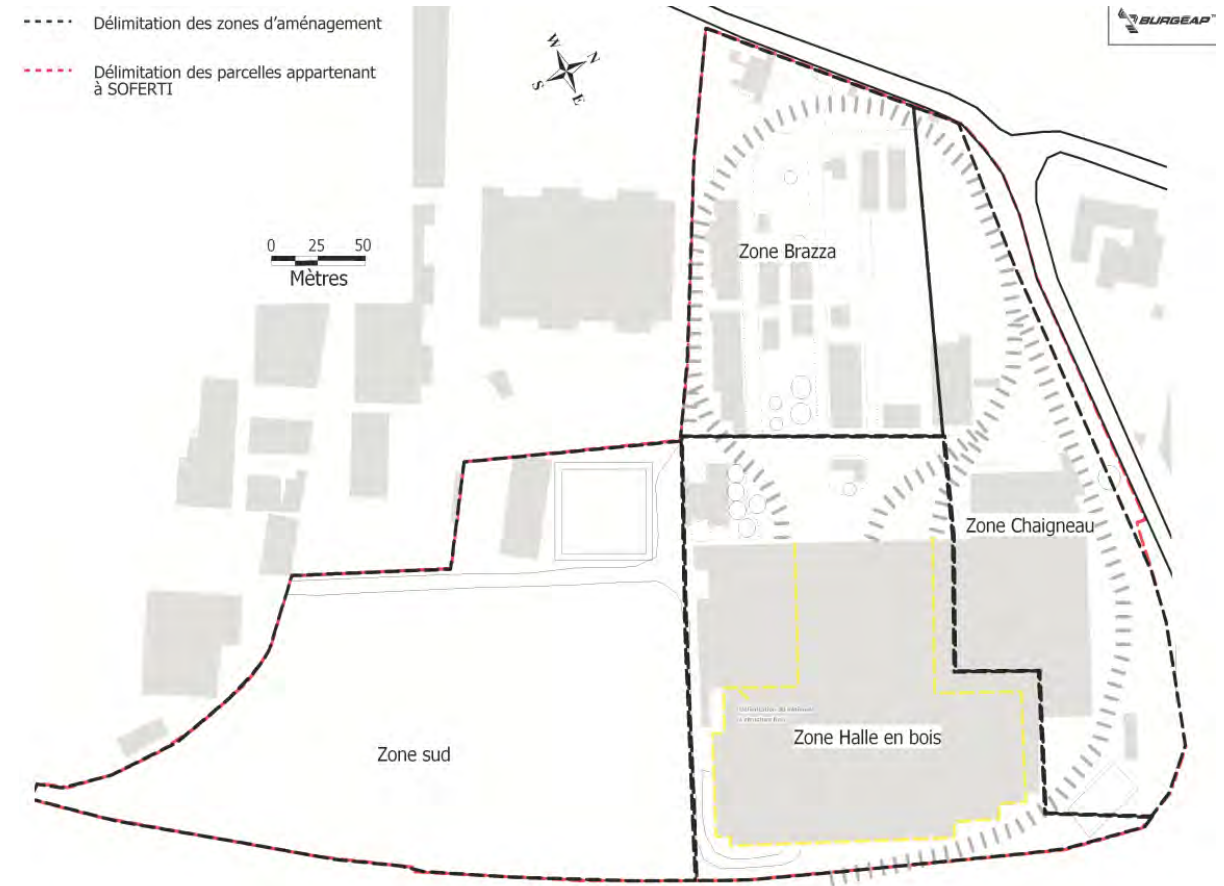 Délimitation des zones d'aménagement
Délimitation des parcelles appartenant
à SOFERTI
W
N
S
E
BURGÉAP
0 25 50
Mètres
Zone Brazza
Zone Chaigneau
Zone Halle en bois
Zone sud